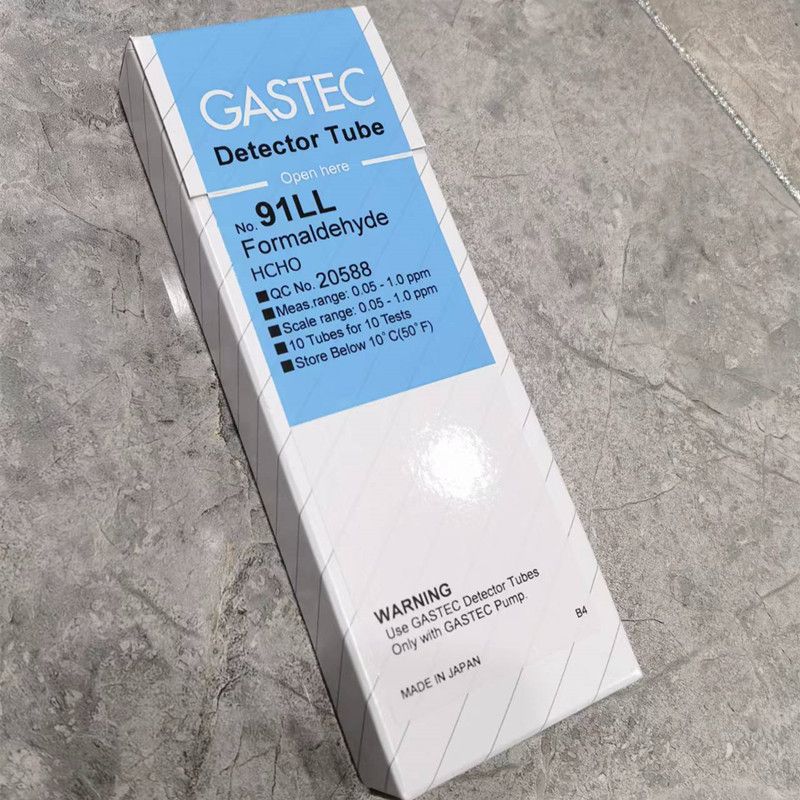 GASTEC
Detector Tube
Open here
No. 91LL
Formaldehyde
HCHO
■QC No. 20588
■Meas.range: 0.05 - 1.0 ppm
■Scale range: 0.05 - 1.0 ppm
■10 Tubes for 10 Tests
■Store Below 10°C(50°F)
WARNING
Use GASTEC Detector Tubes
Only with GASTEC Pump.
B4
MADE IN JAPAN